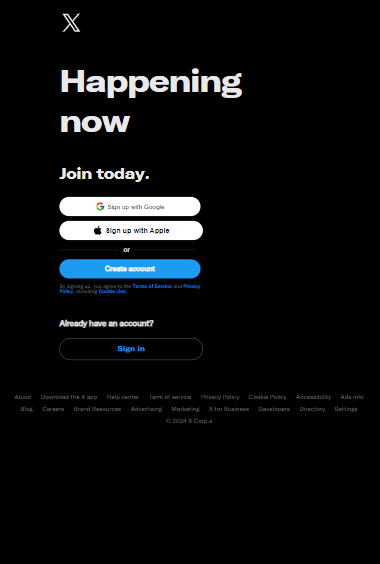 Happening
now
Join today.
Sign up with Google
Sign up with Apple
or
Create account
By signing up, you agree to the Terms of Service and Privacy
Policy, including Cookie Use.
Already have an account?
Sign in
About Download the X app Help center Term of service Privacy Policy Cookie Policy Accessibility Ads info
Blog Careers Brand Resources Advertising Marketing X for Business Developers Directory Settings
© 2024 X Corp.s